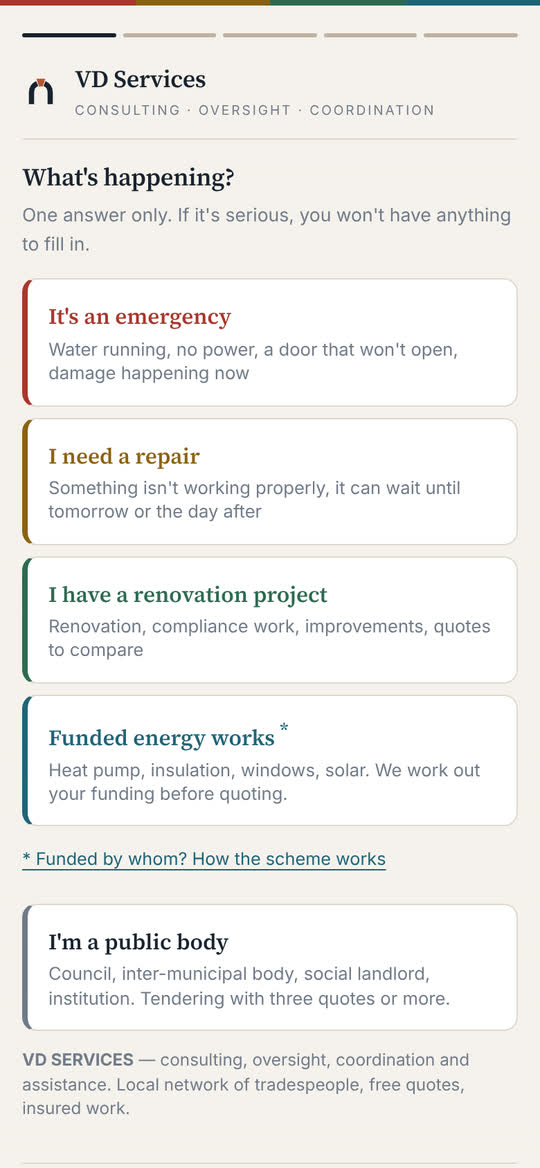 VD Services
CONSULTING · OVERSIGHT · COORDINATION
What's happening?
One answer only. If it's serious, you won't have anything
to fill in.
It's an emergency
Water running, no power, a door that won't open,
damage happening now
I need a repair
Something isn't working properly, it can wait until
tomorrow or the day after
I have a renovation project
Renovation, compliance work, improvements, quotes
to compare
Funded energy works *
Heat pump, insulation, windows, solar. We work out
your funding before quoting.
* Funded by whom? How the scheme works
I'm a public body
Council, inter-municipal body, social landlord,
institution. Tendering with three quotes or more.
VD SERVICES — consulting, oversight, coordination and
assistance. Local network of tradespeople, free quotes,
insured work.